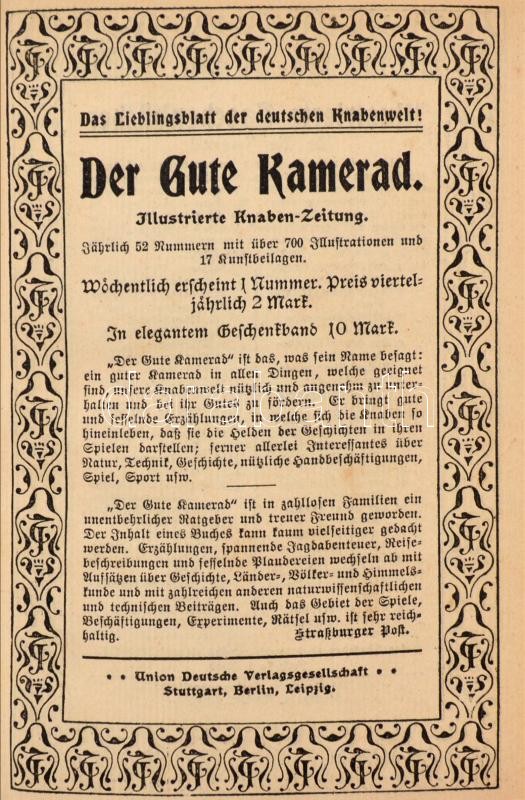 Das Lieblingsblatt der deutschen Knabenwelt!
Der Gute Kamerad.
Illustrierte Knaben-Zeitung.
Jährlich 52 Nummern mit über 700 Illustrationen und
17 Kunstbeilagen.
Wöchentlich erscheint 1 Nummer. Preis viertel-
jährlich 2 Mark.
In elegantem Geschenkband 10 Mark.
„Der Gute Kamerad“ ist das, was sein Name besagt:
ein guter Kamerad in allen Dingen, welche geeignet
sind, unsere Knabenwelt nützlich und angenehm zu unter-
halten und bei ihr Gutes zu fördern. Er bringt gute
und fesselnde Erzählungen, in welche sich die Knaben so
hineinleben, daß sie die Helden der Geschichten in ihren
Spielen darstellen; ferner allerlei Interessantes über
Natur, Technik, Geschichte, nützliche Handbeschäftigungen,
Spiel, Sport usw.
„Der Gute Kamerad“ ist in zahllosen Familien ein
unentbehrlicher Ratgeber und treuer Freund geworden.
Der Inhalt eines Buches kann kaum vielseitiger gedacht
werden. Erzählungen, spannende Jagdabenteuer, Reise-
beschreibungen und fesselnde Plaudereien wechseln ab mit
Aufsätzen über Geschichte, Länder-, Völker- und Himmels-
kunde und mit zahlreichen anderen naturwissenschaftlichen
und technischen Beiträgen. Auch das Gebiet der Spiele,
Beschäftigungen, Experimente, Rätsel usw. ist sehr reich-
haltig. Straßburger Post.
Union Deutsche Verlagsgesellschaft
Stuttgart, Berlin, Leipzig.